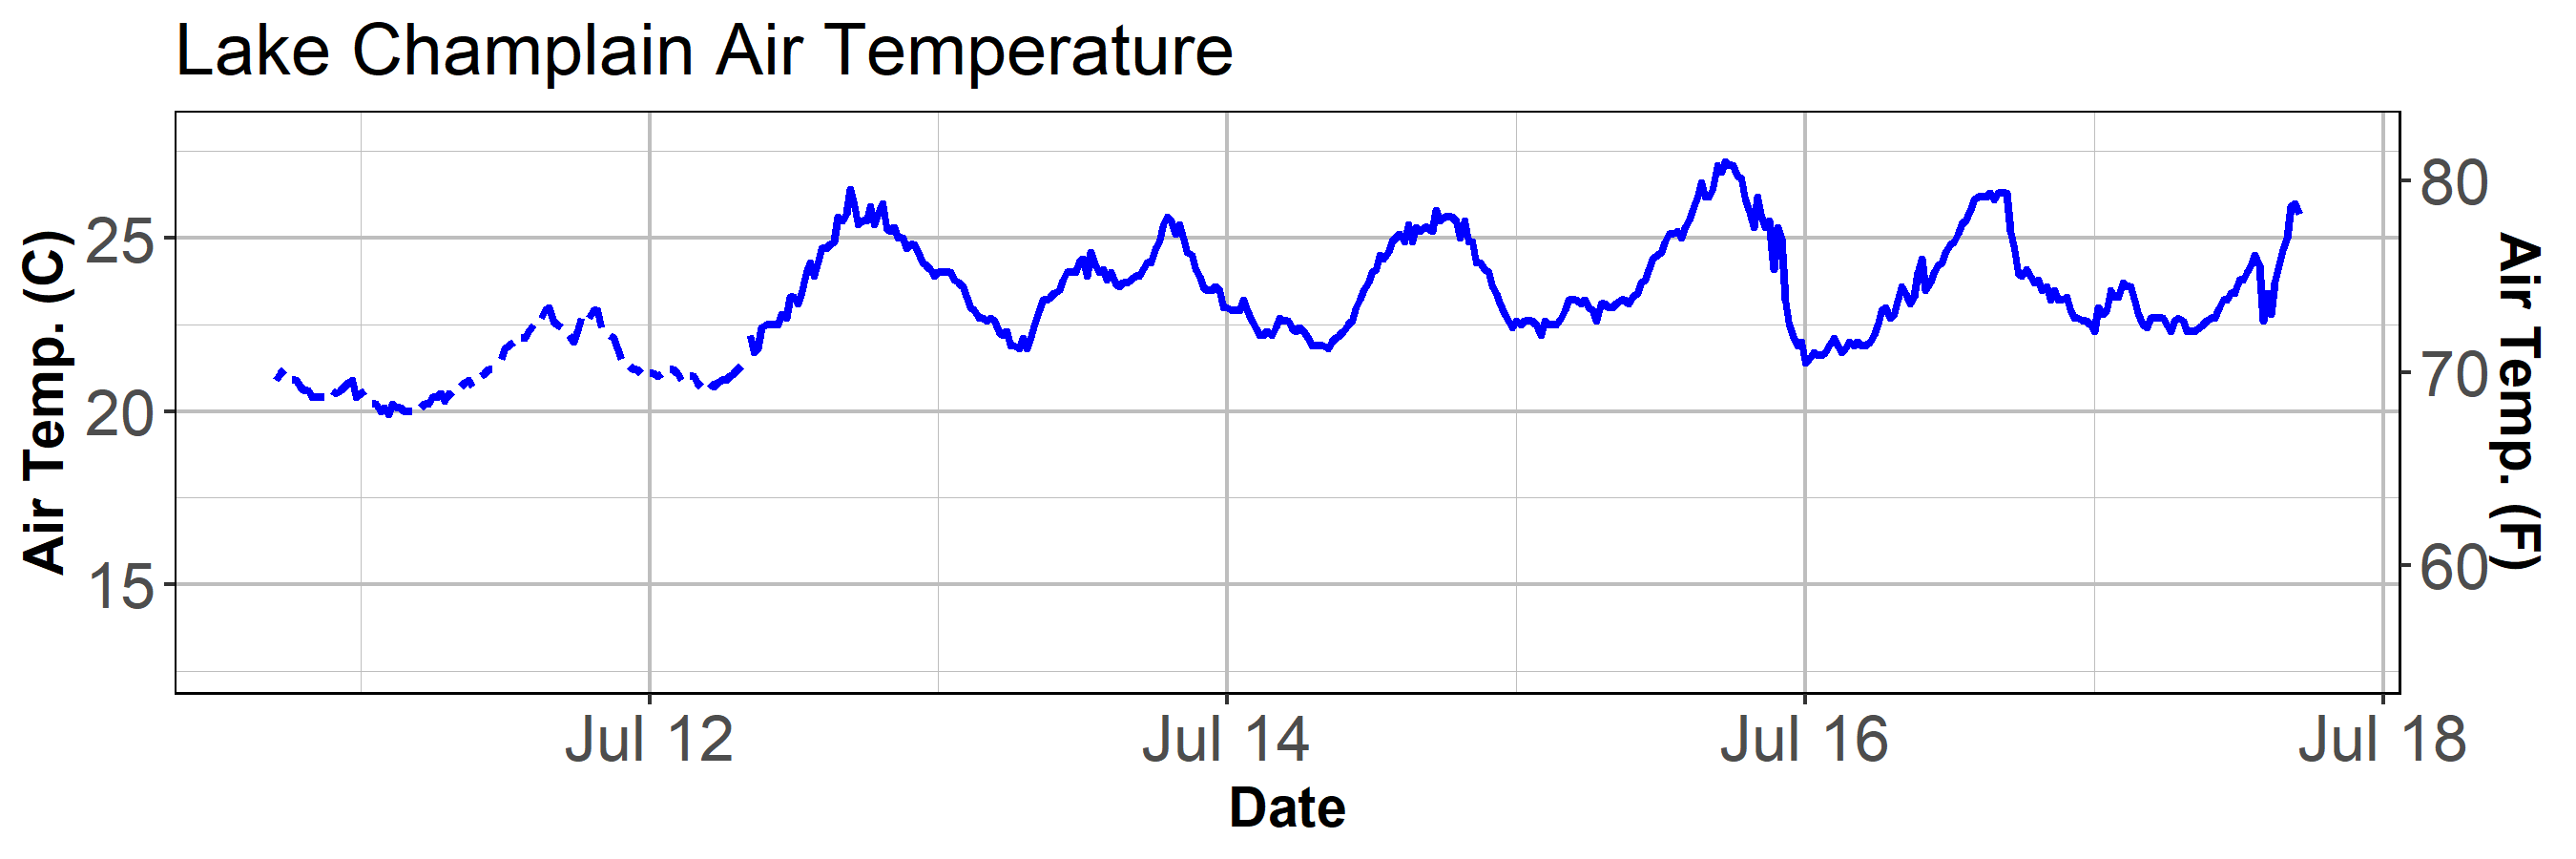 Lake Champlain Air Temperature
Air Temp. (C)
25
20
15
80
70
60
Air Temp. (F)
Jul 12
Jul 14
Jul 16
Jul 18
Date